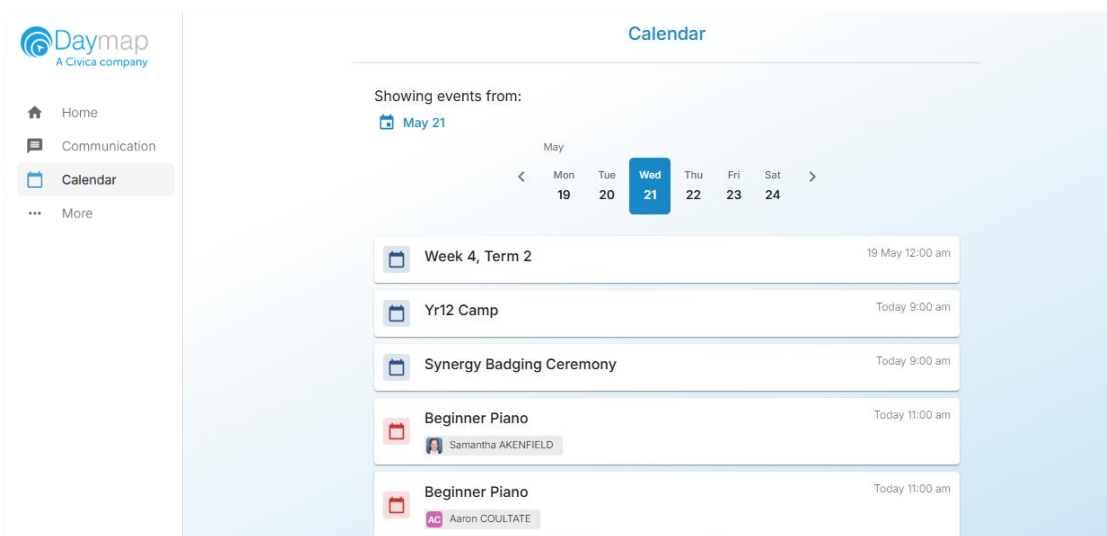 Daymap
A Civica company
Home
Communication
Calendar
More
Calendar
Showing events from:
May 21
May
Mon Tue Wed Thu Fri Sat
19 20 21 22 23 24
Week 4, Term 2 19 May 12:00 am
Yr12 Camp Today 9:00 am
Synergy Badging Ceremony Today 9:00 am
Beginner Piano Today 11:00 am
Samantha AKENFIELD
Beginner Piano Today 11:00 am
AC Aaron COULTATE